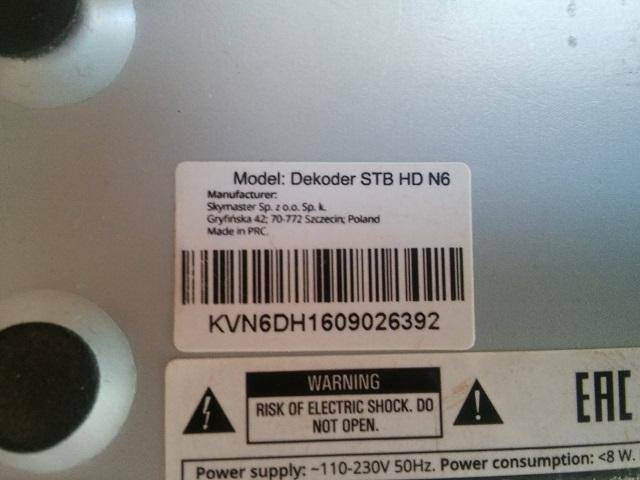 Model: Dekoder STB HD N6
Manufacturer:
Skymaster Sp. z o.o. Sp. k.
Gryfińska 42; 70-772 Szczecin; Poland
Made in PRC.
KVN6DH1609026392
WARNING
RISK OF ELECTRIC SHOCK. DO
NOT OPEN.
EAC
Power supply: ~110-230V 50Hz. Power consumption: <8 W.